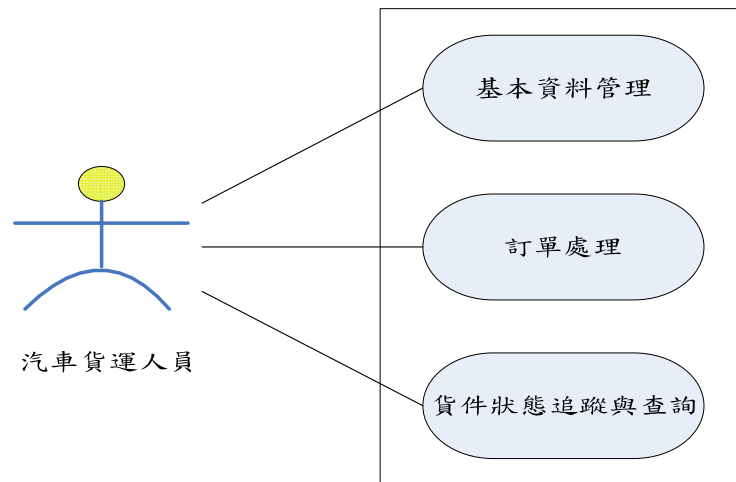 基本資料管理
訂單處理
汽車貨運人員
貨件狀態追蹤與查詢